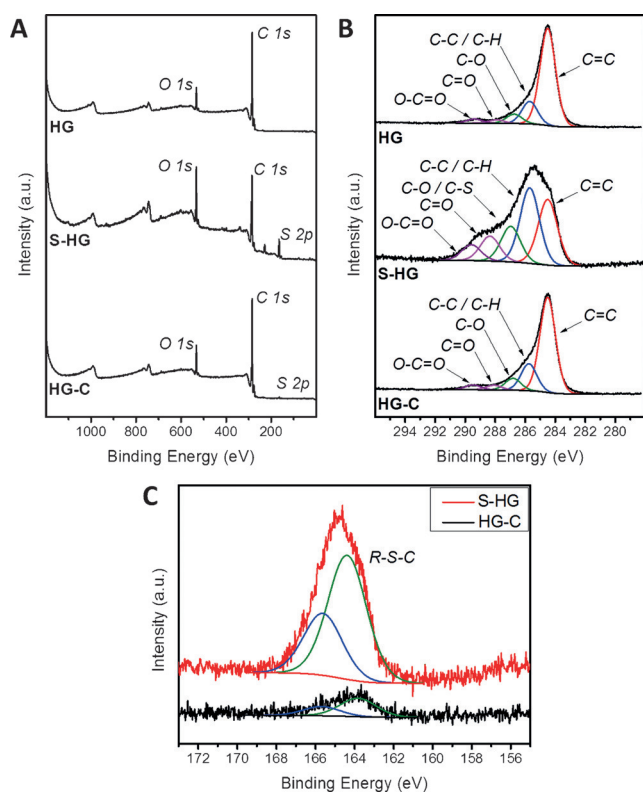 A
C 1s
O 1s
HG
O 1s
C 1s
S 2p
S-HG
C 1s
O 1s
S 2p
HG-C
Intensity (a.u.)
1000 800 600 400 200
Binding Energy (eV)
B
C-C / C-H
C-O
C=O
O-C=O
C=C
HG
C-C / C-H
C-O / C-S
C=O
O-C=O
C=C
S-HG
C-C / C-H
C-O
C=O
O-C=O
C=C
HG-C
Intensity (a.u.)
294 292 290 288 286 284 282 280
Binding Energy (eV)
C
S-HG
HG-C
R-S-C
Intensity (a.u.)
172 170 168 166 164 162 160 158 156
Binding Energy (eV)